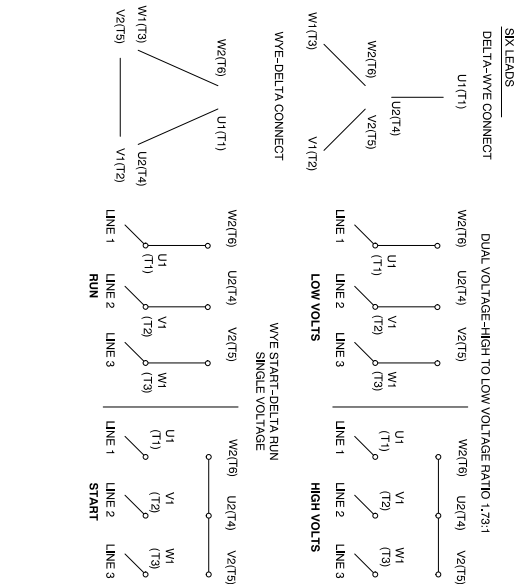 SIX LEADS
DELTA-WYE CONNECT
U1(T1)
U2(T4)
W2(T6)
V2(T5)
W1(T3)
V1(T2)
WYE-DELTA CONNECT
W2(T6)
U1(T1)
W1(T3)
U2(T4)
V2(T5)
V1(T2)
DUAL VOLTAGE-HIGH TO LOW VOLTAGE RATIO 1.73:1
W2(T6) U2(T4) V2(T5)
U1 V1 W1
(T1) (T2) (T3)
LINE 1 LINE 2 LINE 3
LOW VOLTS
W2(T6) U2(T4) V2(T5)
U1 V1 W1
(T1) (T2) (T3)
LINE 1 LINE 2 LINE 3
HIGH VOLTS
WYE START-DELTA RUN
SINGLE VOLTAGE
W2(T6) U2(T4) V2(T5)
U1 V1 W1
(T1) (T2) (T3)
LINE 1 LINE 2 LINE 3
RUN
W2(T6) U2(T4) V2(T5)
U1 V1 W1
(T1) (T2) (T3)
LINE 1 LINE 2 LINE 3
START